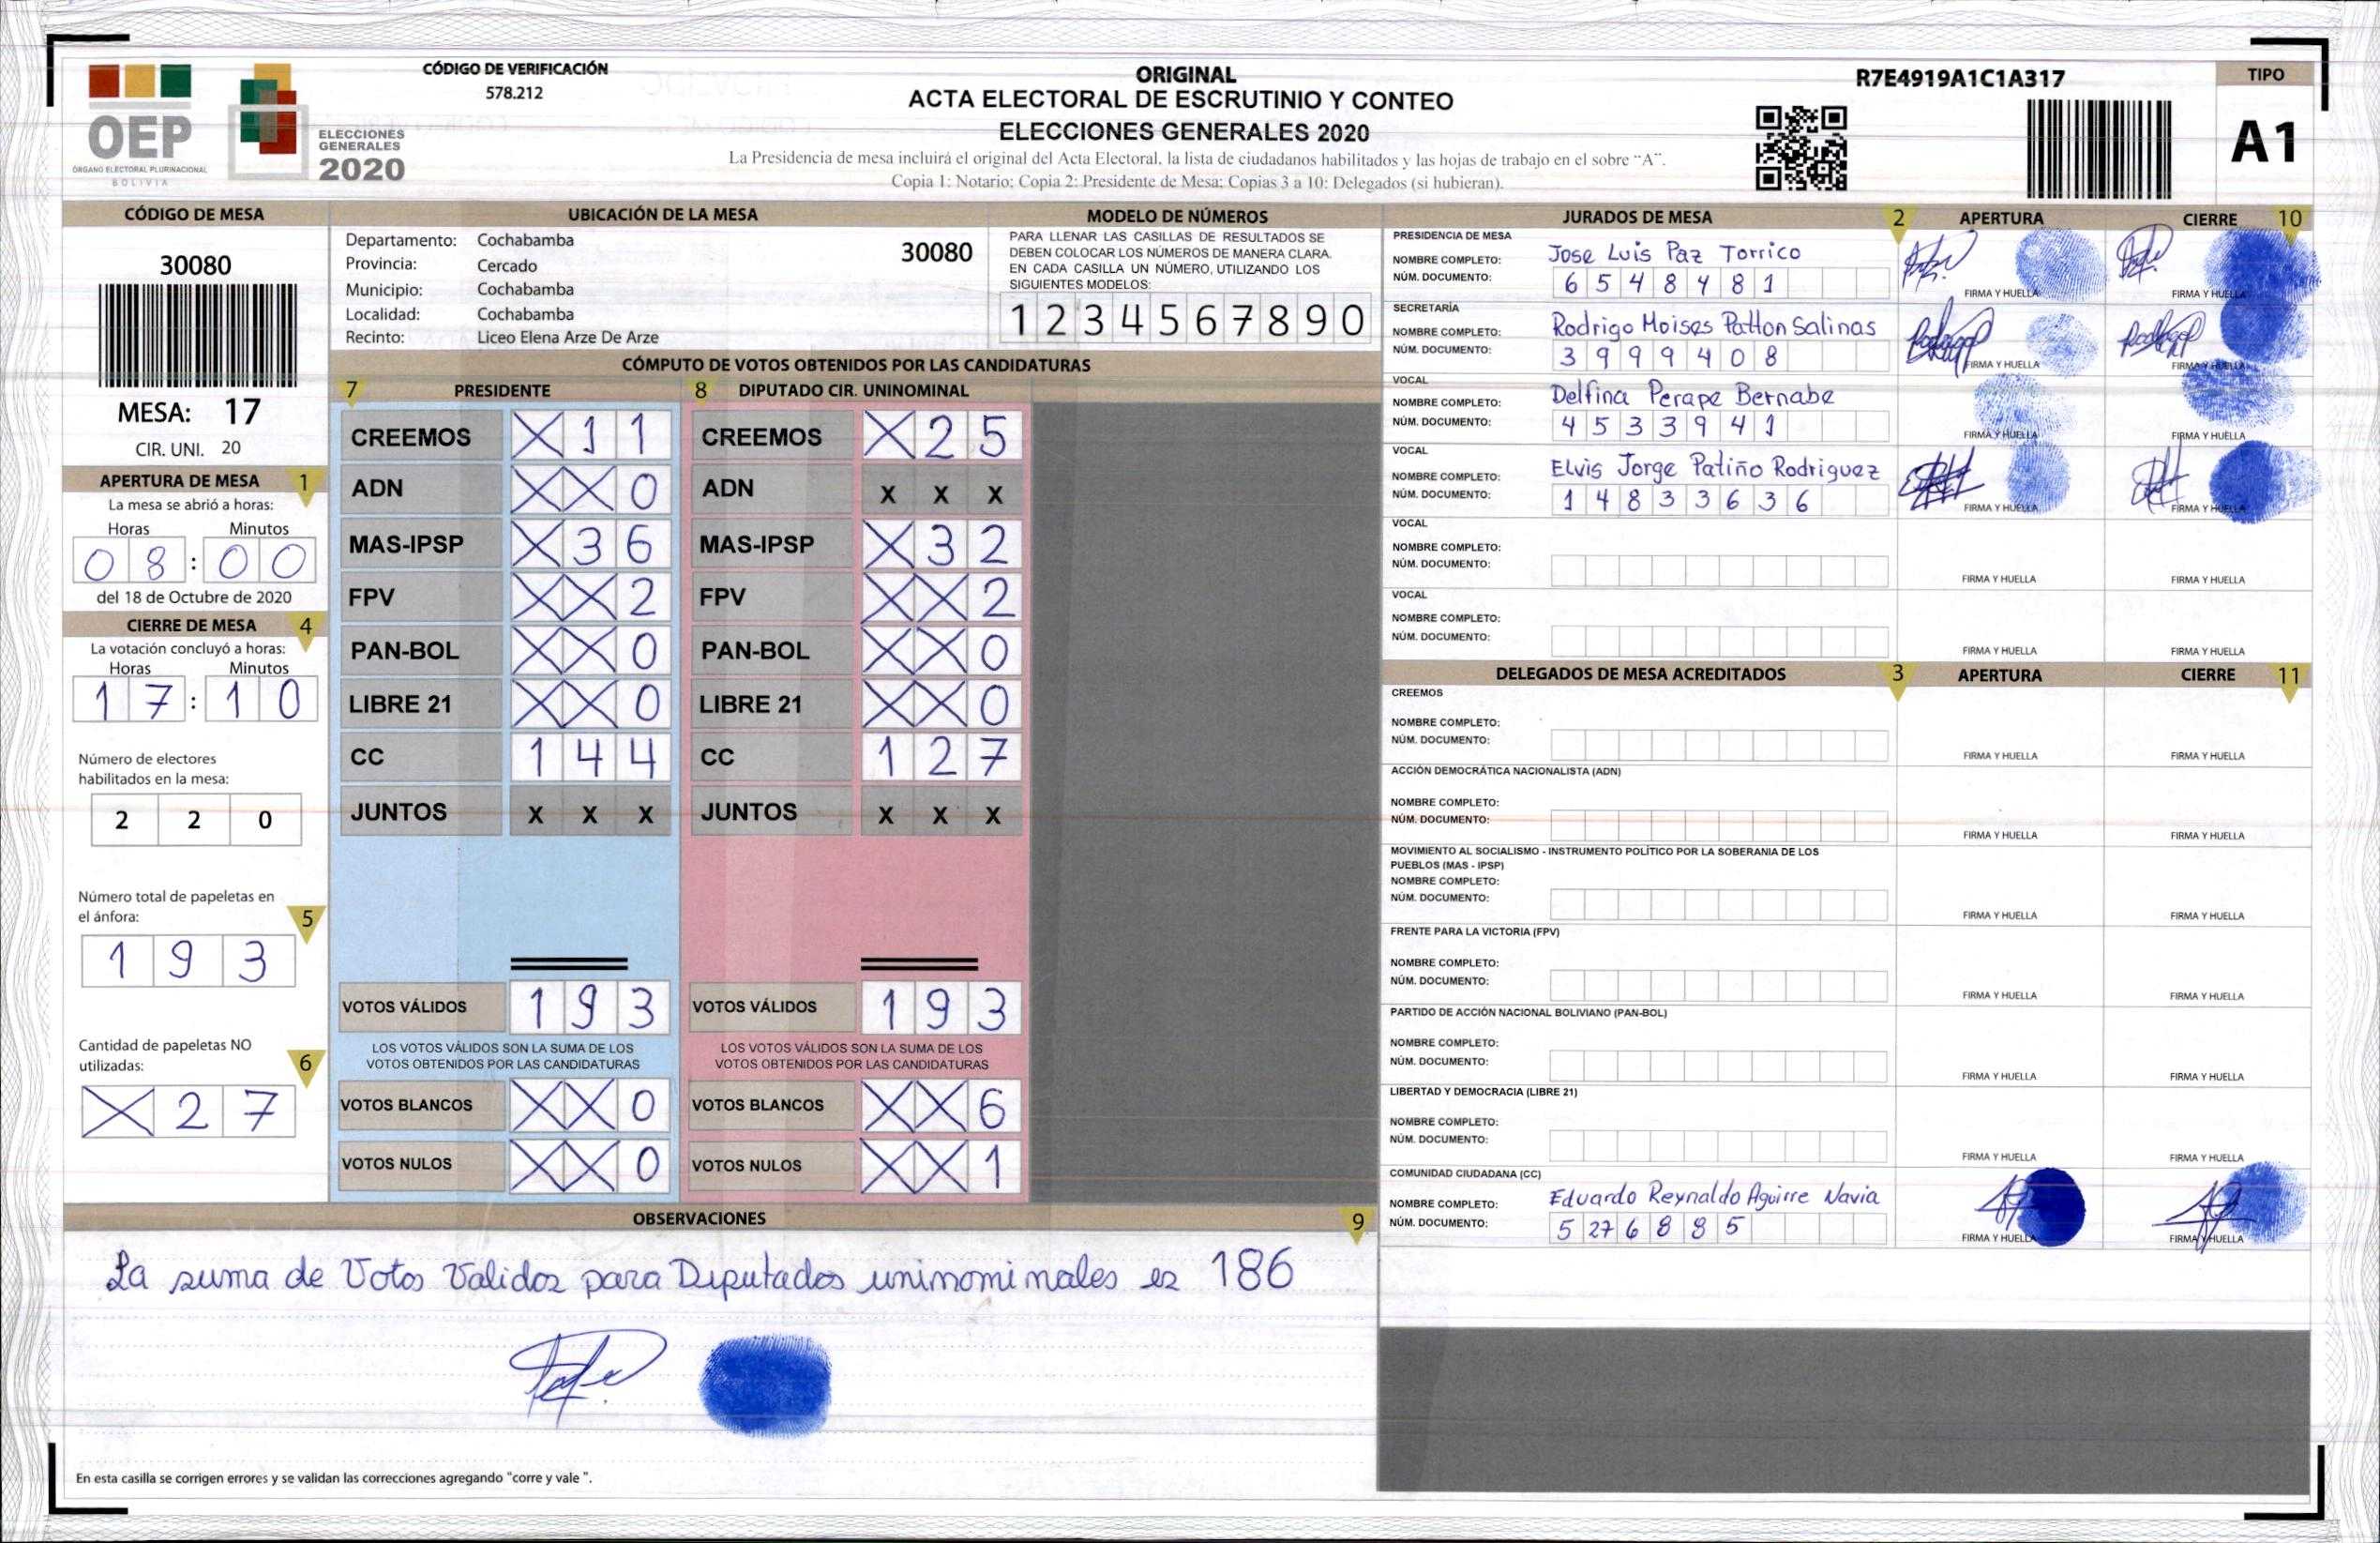 OEP
ÓRGANO ELECTORAL PLURINACIONAL
BOLIVIA
ELECCIONES
GENERALES
2020
CÓDIGO DE VERIFICACIÓN
578.212
ORIGINAL
ACTA ELECTORAL DE ESCRUTINIO Y CONTEO
ELECCIONES GENERALES 2020
La Presidencia de mesa incluirá el original del Acta Electoral, la lista de ciudadanos habilitados y las hojas de trabajo en el sobre "A".
Copia 1: Notario; Copia 2: Presidente de Mesa; Copias 3 a 10: Delegados (si hubieran).
R7E4919A1C1A317
TIPO
A1
CÓDIGO DE MESA
30080
MESA: 17
CIR. UNI. 20
APERTURA DE MESA 1
La mesa se abrió a horas:
Horas Minutos
0 8 : 0 0
del 18 de Octubre de 2020
CIERRE DE MESA 4
La votación concluyó a horas:
Horas Minutos
1 7 : 1 0
Número de electores
habilitados en la mesa:
2 2 0
Número total de papeletas en
el ánfora: 5
1 9 3
Cantidad de papeletas NO
utilizadas: 6
X 2 7
UBICACIÓN DE LA MESA
Departamento: Cochabamba
30080
Provincia: Cercado
Municipio: Cochabamba
Localidad: Cochabamba
Recinto: Liceo Elena Arze De Arze
MODELO DE NÚMEROS
PARA LLENAR LAS CASILLAS DE RESULTADOS SE
DEBEN COLOCAR LOS NÚMEROS DE MANERA CLARA.
EN CADA CASILLA UN NÚMERO, UTILIZANDO LOS
SIGUIENTES MODELOS:
1 2 3 4 5 6 7 8 9 0
CÓMPUTO DE VOTOS OBTENIDOS POR LAS CANDIDATURAS
7 PRESIDENTE
CREEMOS X 1 1
ADN X X 0
MAS-IPSP X 3 6
FPV X X 2
PAN-BOL X X 0
LIBRE 21 X X 0
CC 1 4 4
JUNTOS X X X
VOTOS VÁLIDOS 1 9 3
LOS VOTOS VÁLIDOS SON LA SUMA DE LOS
VOTOS OBTENIDOS POR LAS CANDIDATURAS
VOTOS BLANCOS X X 0
VOTOS NULOS X X 0
8 DIPUTADO CIR. UNINOMINAL
CREEMOS X 2 5
ADN X X X
MAS-IPSP X 3 2
FPV X X 2
PAN-BOL X X 0
LIBRE 21 X X 0
CC 1 2 7
JUNTOS X X X
VOTOS VÁLIDOS 1 9 3
LOS VOTOS VÁLIDOS SON LA SUMA DE LOS
VOTOS OBTENIDOS POR LAS CANDIDATURAS
VOTOS BLANCOS X X 6
VOTOS NULOS X X 1
OBSERVACIONES 9
La suma de Votos Validos para Diputados uninominales es 186
En esta casilla se corrigen errores y se validan las correcciones agregando "corre y vale ".
JURADOS DE MESA 2 APERTURA CIERRE 10
PRESIDENCIA DE MESA
NOMBRE COMPLETO: Jose Luis Paz Torrico
NÚM. DOCUMENTO: 6 5 4 8 4 8 1
FIRMA Y HUELLA FIRMA Y HUELLA
SECRETARÍA
NOMBRE COMPLETO: Rodrigo Moises Patton Salinas
NÚM. DOCUMENTO: 3 9 9 9 4 0 8
FIRMA Y HUELLA FIRMA Y HUELLA
VOCAL
NOMBRE COMPLETO: Delfina Perape Bernabe
NÚM. DOCUMENTO: 4 5 3 3 9 4 1
FIRMA Y HUELLA FIRMA Y HUELLA
VOCAL
NOMBRE COMPLETO: Elvis Jorge Patiño Rodriguez
NÚM. DOCUMENTO: 1 4 8 3 3 6 3 6
FIRMA Y HUELLA FIRMA Y HUELLA
VOCAL
NOMBRE COMPLETO:
NÚM. DOCUMENTO:
FIRMA Y HUELLA FIRMA Y HUELLA
VOCAL
NOMBRE COMPLETO:
NÚM. DOCUMENTO:
FIRMA Y HUELLA FIRMA Y HUELLA
DELEGADOS DE MESA ACREDITADOS 3 APERTURA CIERRE 11
CREEMOS
NOMBRE COMPLETO:
NÚM. DOCUMENTO:
FIRMA Y HUELLA FIRMA Y HUELLA
ACCIÓN DEMOCRÁTICA NACIONALISTA (ADN)
NOMBRE COMPLETO:
NÚM. DOCUMENTO:
FIRMA Y HUELLA FIRMA Y HUELLA
MOVIMIENTO AL SOCIALISMO - INSTRUMENTO POLÍTICO POR LA SOBERANIA DE LOS
PUEBLOS (MAS - IPSP)
NOMBRE COMPLETO:
NÚM. DOCUMENTO:
FIRMA Y HUELLA FIRMA Y HUELLA
FRENTE PARA LA VICTORIA (FPV)
NOMBRE COMPLETO:
NÚM. DOCUMENTO:
FIRMA Y HUELLA FIRMA Y HUELLA
PARTIDO DE ACCIÓN NACIONAL BOLIVIANO (PAN-BOL)
NOMBRE COMPLETO:
NÚM. DOCUMENTO:
FIRMA Y HUELLA FIRMA Y HUELLA
LIBERTAD Y DEMOCRACIA (LIBRE 21)
NOMBRE COMPLETO:
NÚM. DOCUMENTO:
FIRMA Y HUELLA FIRMA Y HUELLA
COMUNIDAD CIUDADANA (CC)
NOMBRE COMPLETO: Eduardo Reynaldo Aguirre Navia
NÚM. DOCUMENTO: 5 27 6 8 8 5
FIRMA Y HUELLA FIRMA Y HUELLA